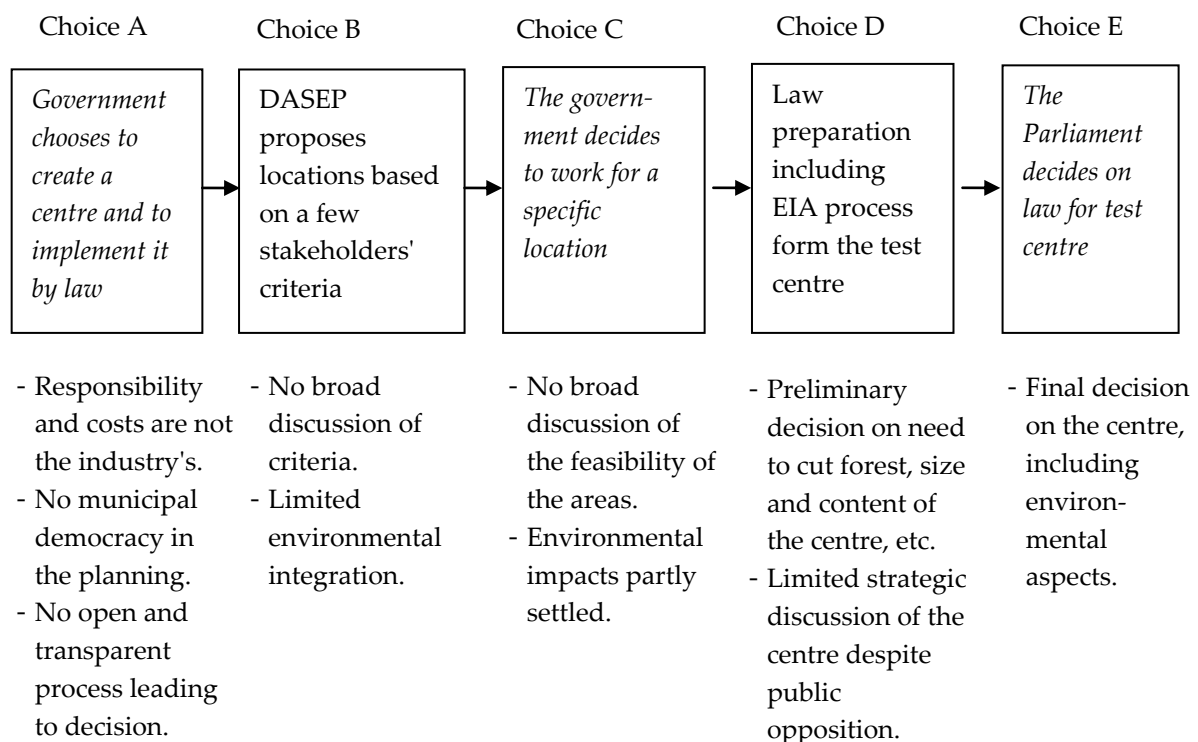 Choice A
Choice B
Choice C
Choice D
Choice E
Government
chooses to
create a
centre and to
implement it
by law
DASEP
proposes
locations based
on a few
stakeholders'
criteria
The govern-
ment decides
to work for a
specific
location
Law
preparation
including
EIA process
form the test
centre
The
Parliament
decides on
law for test
centre
- Responsibility
and costs are not
the industry's.
- No municipal
democracy in
the planning.
- No open and
transparent
process leading
to decision.
- No broad
discussion of
criteria.
- Limited
environmental
integration.
- No broad
discussion of
the feasibility of
the areas.
- Environmental
impacts partly
settled.
- Preliminary
decision on need
to cut forest, size
and content of
the centre, etc.
- Limited strategic
discussion of the
centre despite
public
opposition.
- Final decision
on the centre,
including
environ-
mental
aspects.